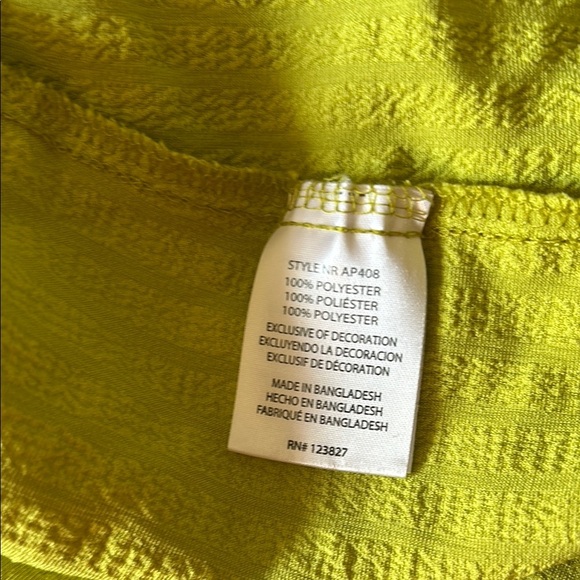 STYLE NR AP408
100% POLYESTER
100% POLIÉSTER
100% POLYESTER
EXCLUSIVE OF DECORATION
EXCLUYENDO LA DECORACION
EXCLUSIF DE DÉCORATION
MADE IN BANGLADESH
HECHO EN BANGLADESH
FABRIQUÉ EN BANGLADESH
RN# 123827